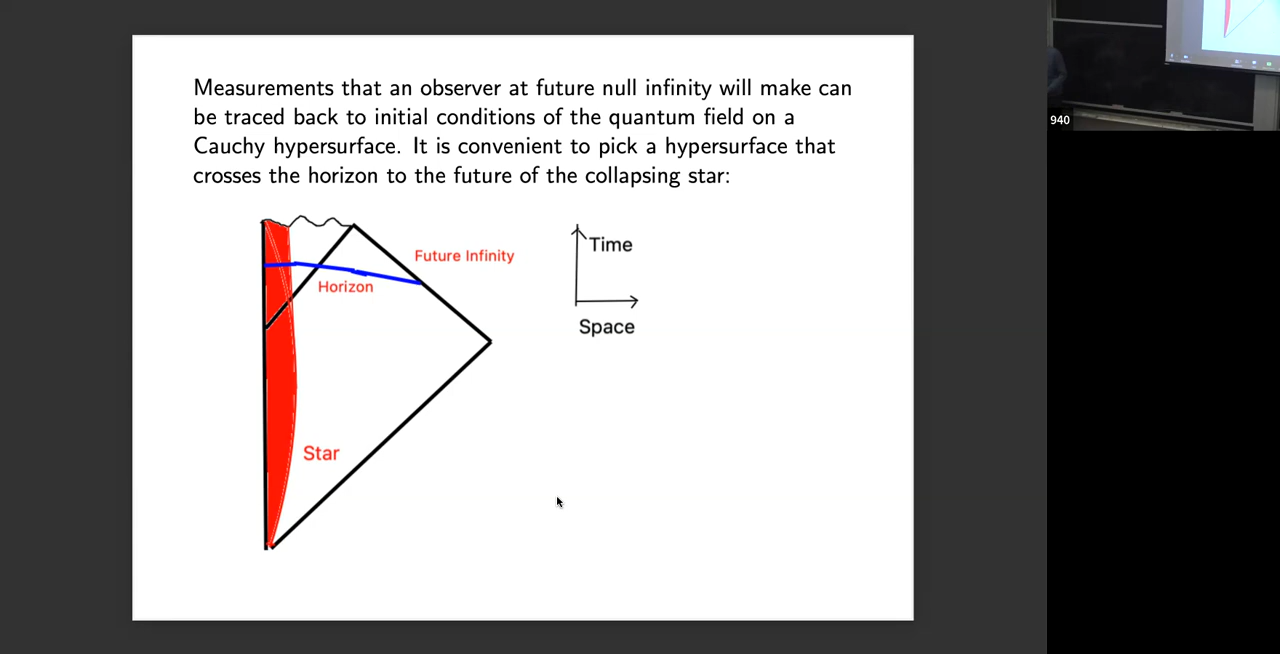 Measurements that an observer at future null infinity will make can
be traced back to initial conditions of the quantum field on a
Cauchy hypersurface. It is convenient to pick a hypersurface that
crosses the horizon to the future of the collapsing star:
Future Infinity
Horizon
Star
Time
Space
940